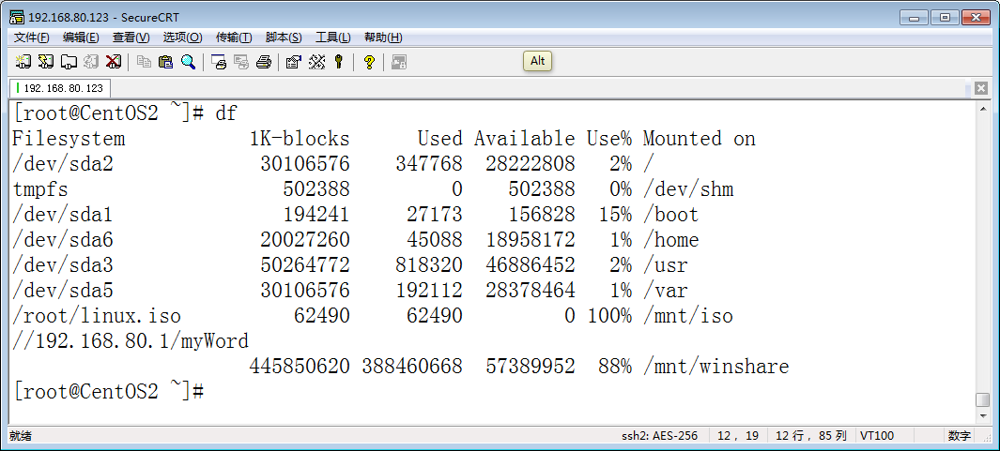 192.168.80.123 - SecureCRT
文件(F) 编辑(E) 查看(V) 选项(O) 传输(T) 脚本(S) 工具(L) 帮助(H)
Alt
192.168.80.123
[root@CentOS2 ~]# df
Filesystem 1K-blocks Used Available Use% Mounted on
/dev/sda2 30106576 347768 28222808 2% /
tmpfs 502388 0 502388 0% /dev/shm
/dev/sda1 194241 27173 156828 15% /boot
/dev/sda6 20027260 45088 18958172 1% /home
/dev/sda3 50264772 818320 46886452 2% /usr
/dev/sda5 30106576 192112 28378464 1% /var
/root/linux.iso 62490 62490 0 100% /mnt/iso
//192.168.80.1/myWord
445850620 388460668 57389952 88% /mnt/winshare
[root@CentOS2 ~]#
就绪 ssh2: AES-256 12, 19 12 行, 85 列 VT100 数字